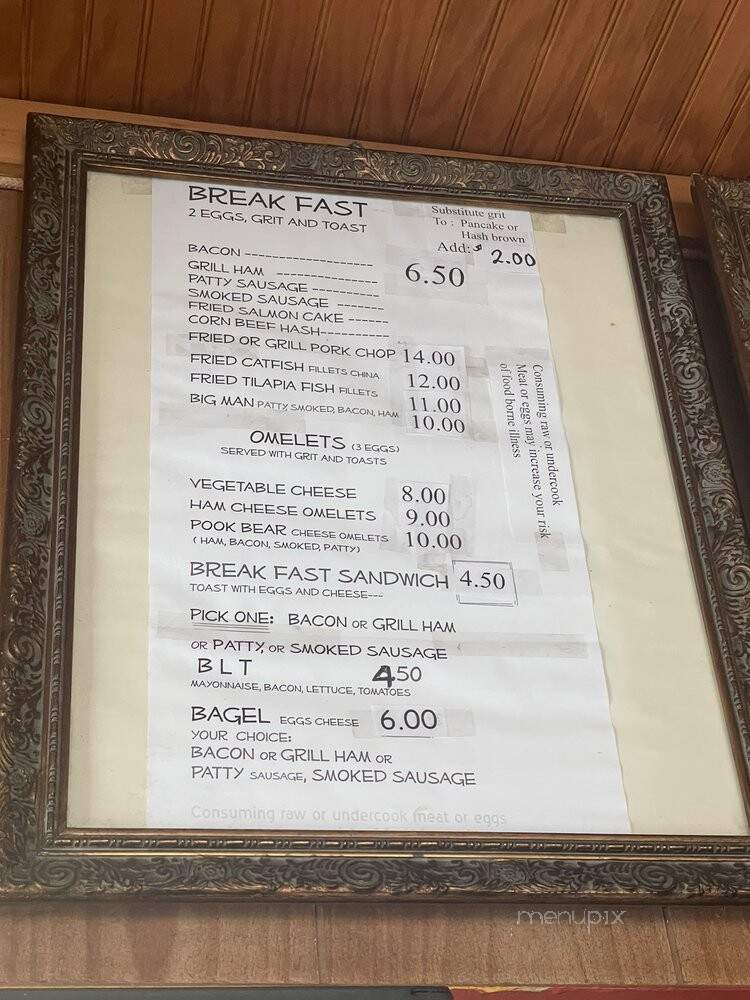 BREAK FAST
2 EGGS, GRIT AND TOAST
Substitute grit
To : Pancake or
Hash brown
Add: $ 2.00
BACON --------------------
GRILL HAM ---------------- 6.50
PATTY SAUSAGE ----------
SMOKED SAUSAGE -------
FRIED SALMON CAKE ------
CORN BEEF HASH-----------
FRIED OR GRILL PORK CHOP 14.00
FRIED CATFISH FILLETS CHINA 12.00
FRIED TILAPIA FISH FILLETS 11.00
BIG MAN PATTY SMOKED, BACON, HAM 10.00
Consuming raw or undercook
Meat or eggs may increase your risk
of food borne illness
OMELETS (3 EGGS)
SERVED WITH GRIT AND TOASTS
VEGETABLE CHEESE 8.00
HAM CHEESE OMELETS 9.00
POOK BEAR CHEESE OMELETS 10.00
( HAM, BACON, SMOKED, PATTY)
BREAK FAST SANDWICH 4.50
TOAST WITH EGGS AND CHEESE---
PICK ONE: BACON OR GRILL HAM
OR PATTY, OR SMOKED SAUSAGE
B L T 4.50
MAYONNAISE, BACON, LETTUCE, TOMATOES
BAGEL EGGS CHEESE 6.00
YOUR CHOICE:
BACON OR GRILL HAM OR
PATTY SAUSAGE, SMOKED SAUSAGE
Consuming raw or undercook meat or eggs
menupix